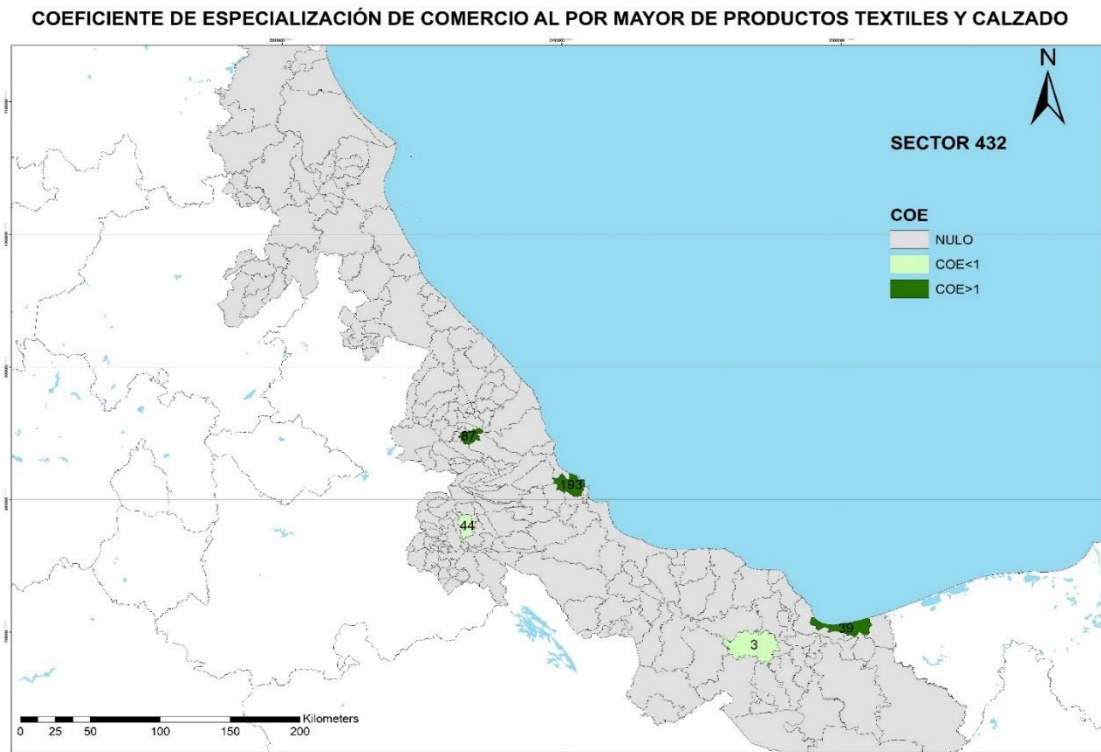 COEFICIENTE DE ESPECIALIZACIÓN DE COMERCIO AL POR MAYOR DE PRODUCTOS TEXTILES Y CALZADO
N
SECTOR 432
COE
NULO
COE<1
COE>1
87
193
44
39
3
Kilometers
0 25 50 100 150 200